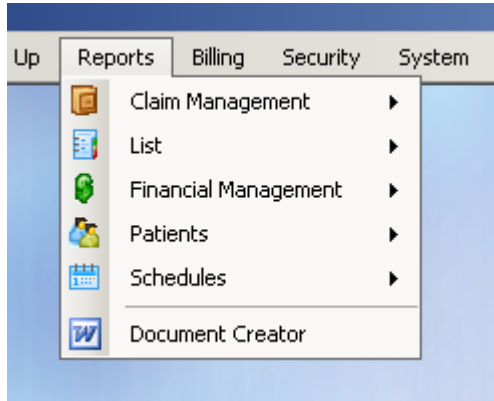 Up Reports Billing Security System
Claim Management
List
Financial Management
Patients
Schedules
Document Creator